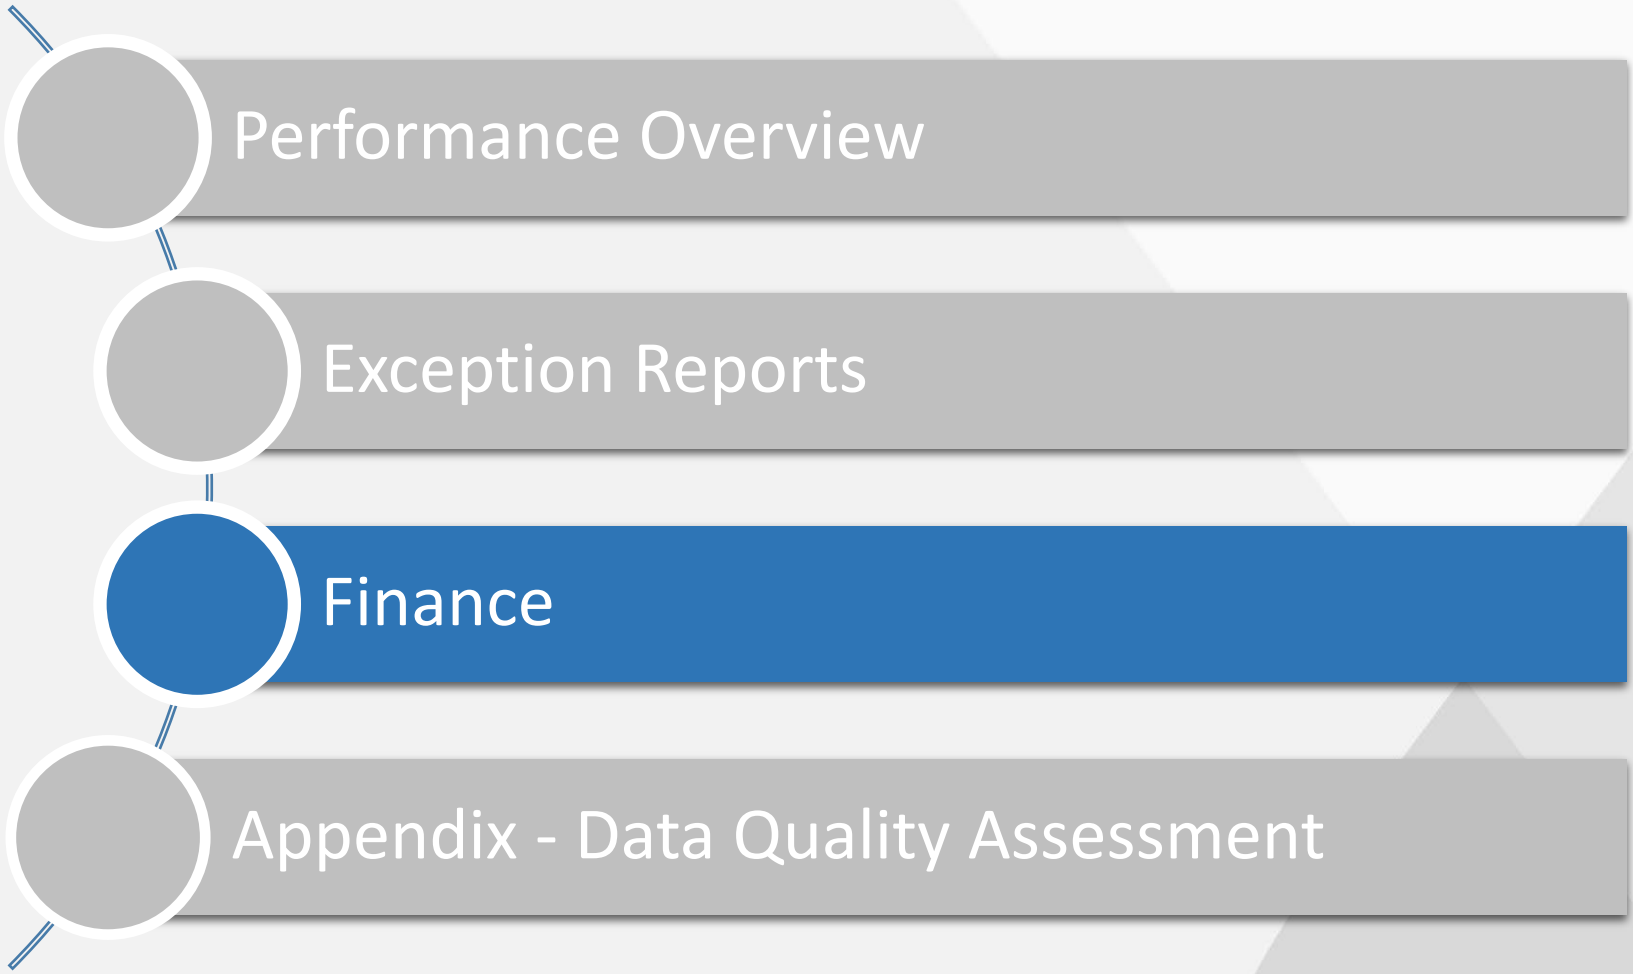 Performance Overview
Exception Reports
Finance
Appendix - Data Quality Assessment